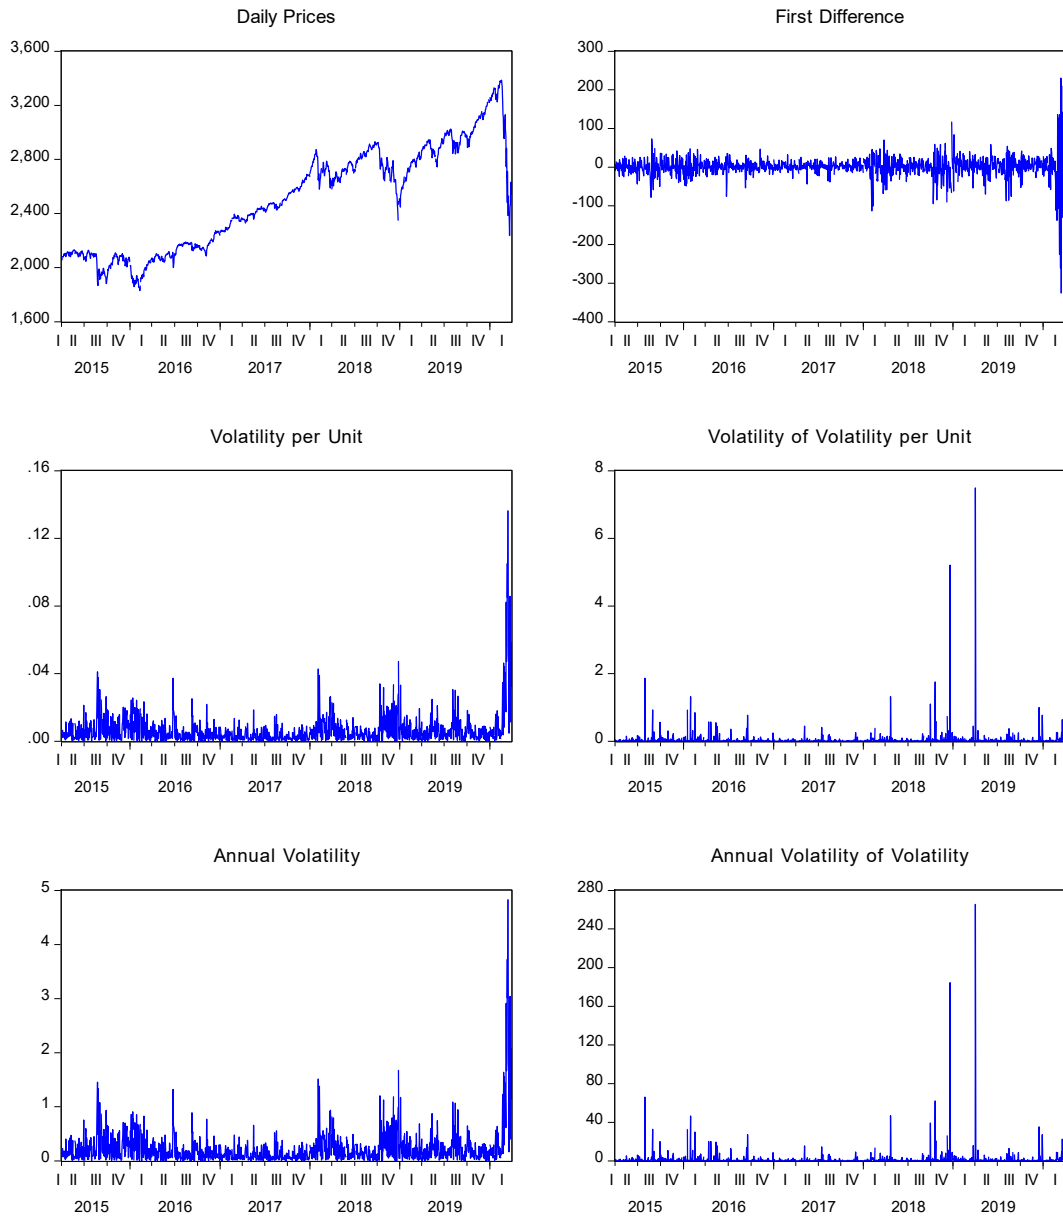 Daily Prices
3,600
3,200
2,800
2,400
2,000
1,600
I II III IV I II III IV I II III IV I II III IV I II III IV I
2015 2016 2017 2018 2019
First Difference
300
200
100
0
-100
-200
-300
-400
I II III IV I II III IV I II III IV I II III IV I II III IV I
2015 2016 2017 2018 2019
Volatility per Unit
.16
.12
.08
.04
.00
I II III IV I II III IV I II III IV I II III IV I II III IV I
2015 2016 2017 2018 2019
Volatility of Volatility per Unit
8
6
4
2
0
I II III IV I II III IV I II III IV I II III IV I II III IV I
2015 2016 2017 2018 2019
Annual Volatility
5
4
3
2
1
0
I II III IV I II III IV I II III IV I II III IV I II III IV I
2015 2016 2017 2018 2019
Annual Volatility of Volatility
280
240
200
160
120
80
40
0
I II III IV I II III IV I II III IV I II III IV I II III IV I
2015 2016 2017 2018 2019